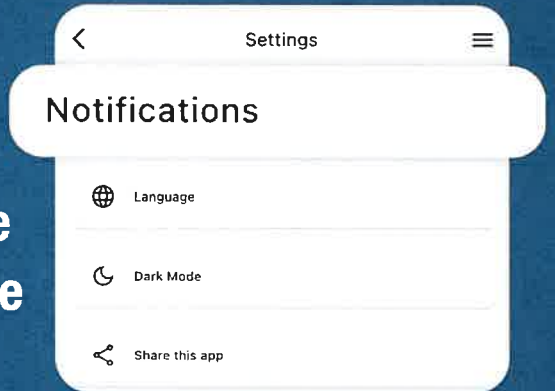 Settings
Notifications
Language
Dark Mode
Share this app